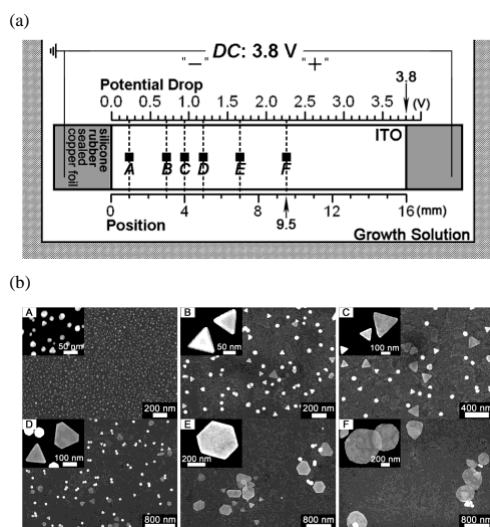 (a)
DC: 3.8 V
"−" "+"
Potential Drop
3.8
0.0 0.5 1.0 1.5 2.0 2.5 3.0 3.5 (V)
silicone
rubber
sealed
copper foil
ITO
A B C D E F
0 4 8 12 16 (mm)
Position
9.5
Growth Solution
(b)
A
50 nm
200 nm
B
50 nm
200 nm
C
100 nm
400 nm
D
100 nm
800 nm
E
200 nm
800 nm
F
200 nm
800 nm